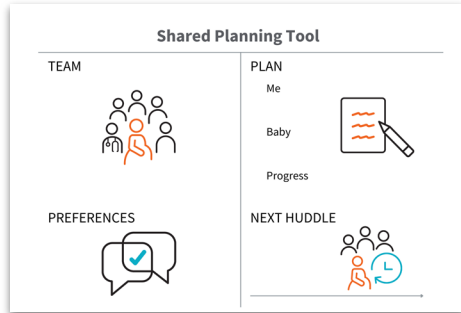 Shared Planning Tool
TEAM
PREFERENCES
PLAN
Me
Baby
Progress
NEXT HUDDLE